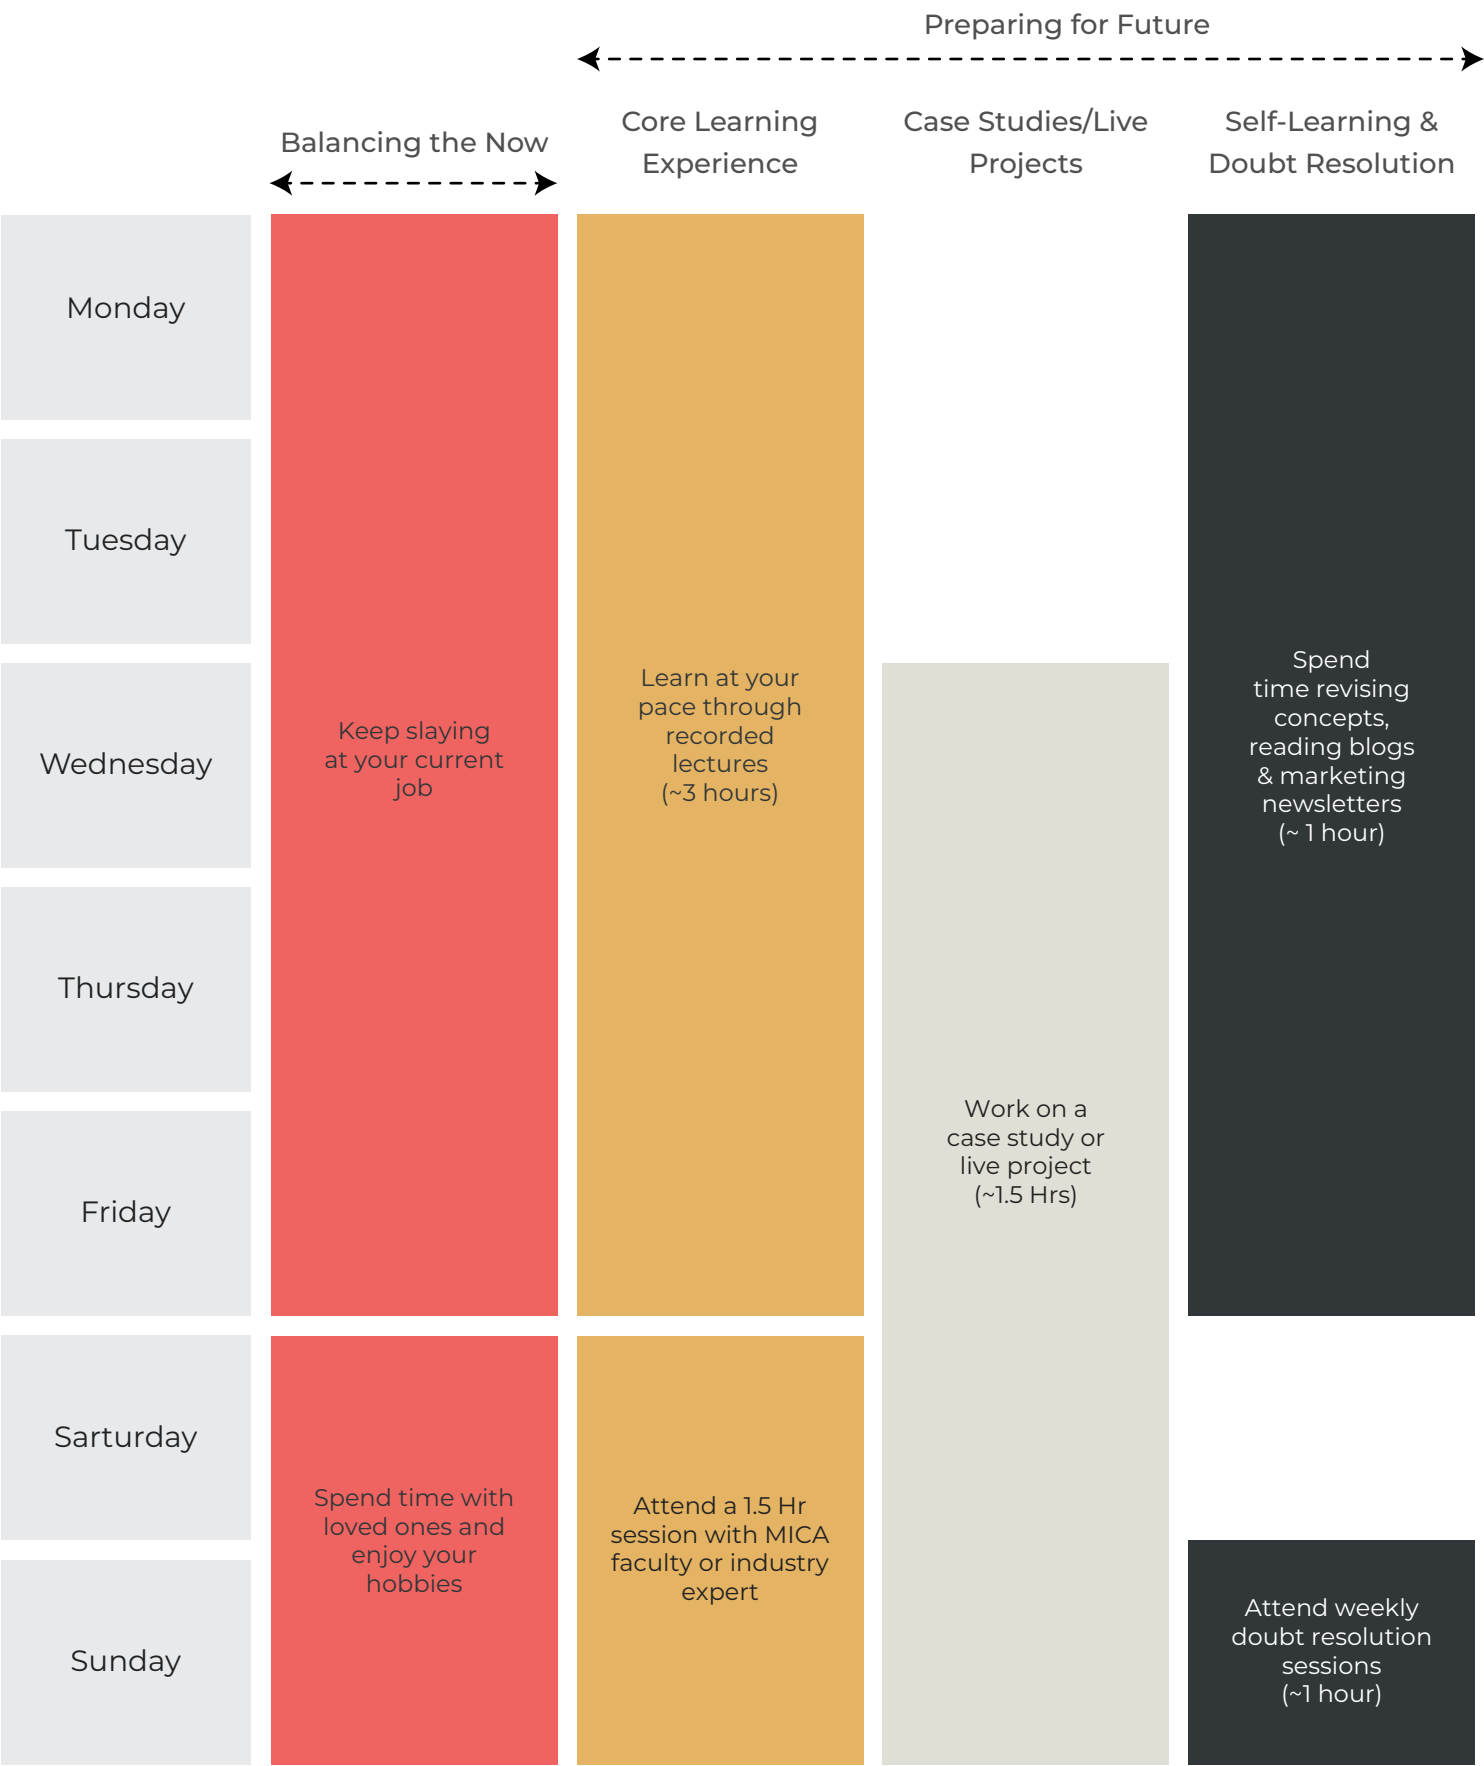 Preparing for Future
Balancing the Now
Core Learning
Experience
Case Studies/Live
Projects
Self-Learning &
Doubt Resolution
Monday
Tuesday
Wednesday
Thursday
Friday
Sarturday
Sunday
Keep slaying
at your current
job
Spend time with
loved ones and
enjoy your
hobbies
Learn at your
pace through
recorded
lectures
(~3 hours)
Attend a 1.5 Hr
session with MICA
faculty or industry
expert
Work on a
case study or
live project
(~1.5 Hrs)
Spend
time revising
concepts,
reading blogs
& marketing
newsletters
(~ 1 hour)
Attend weekly
doubt resolution
sessions
(~1 hour)